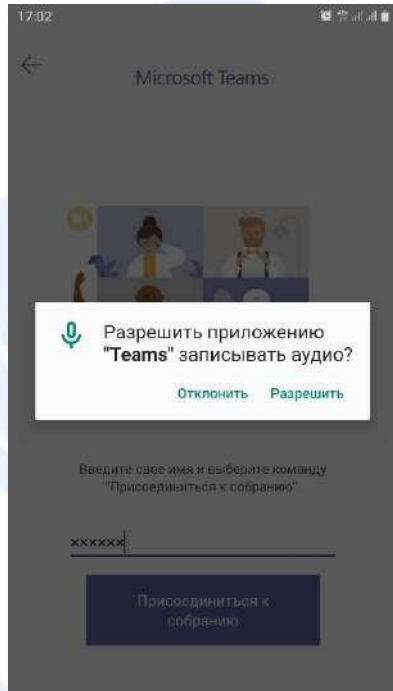 17:02
Microsoft Teams
Разрешить приложению
"Teams" записывать аудио?
Отклонить Разрешить
Введите свое имя и выберите команду
"Присоединиться к собранию"
xxxxxx
Присоединиться к
собранию